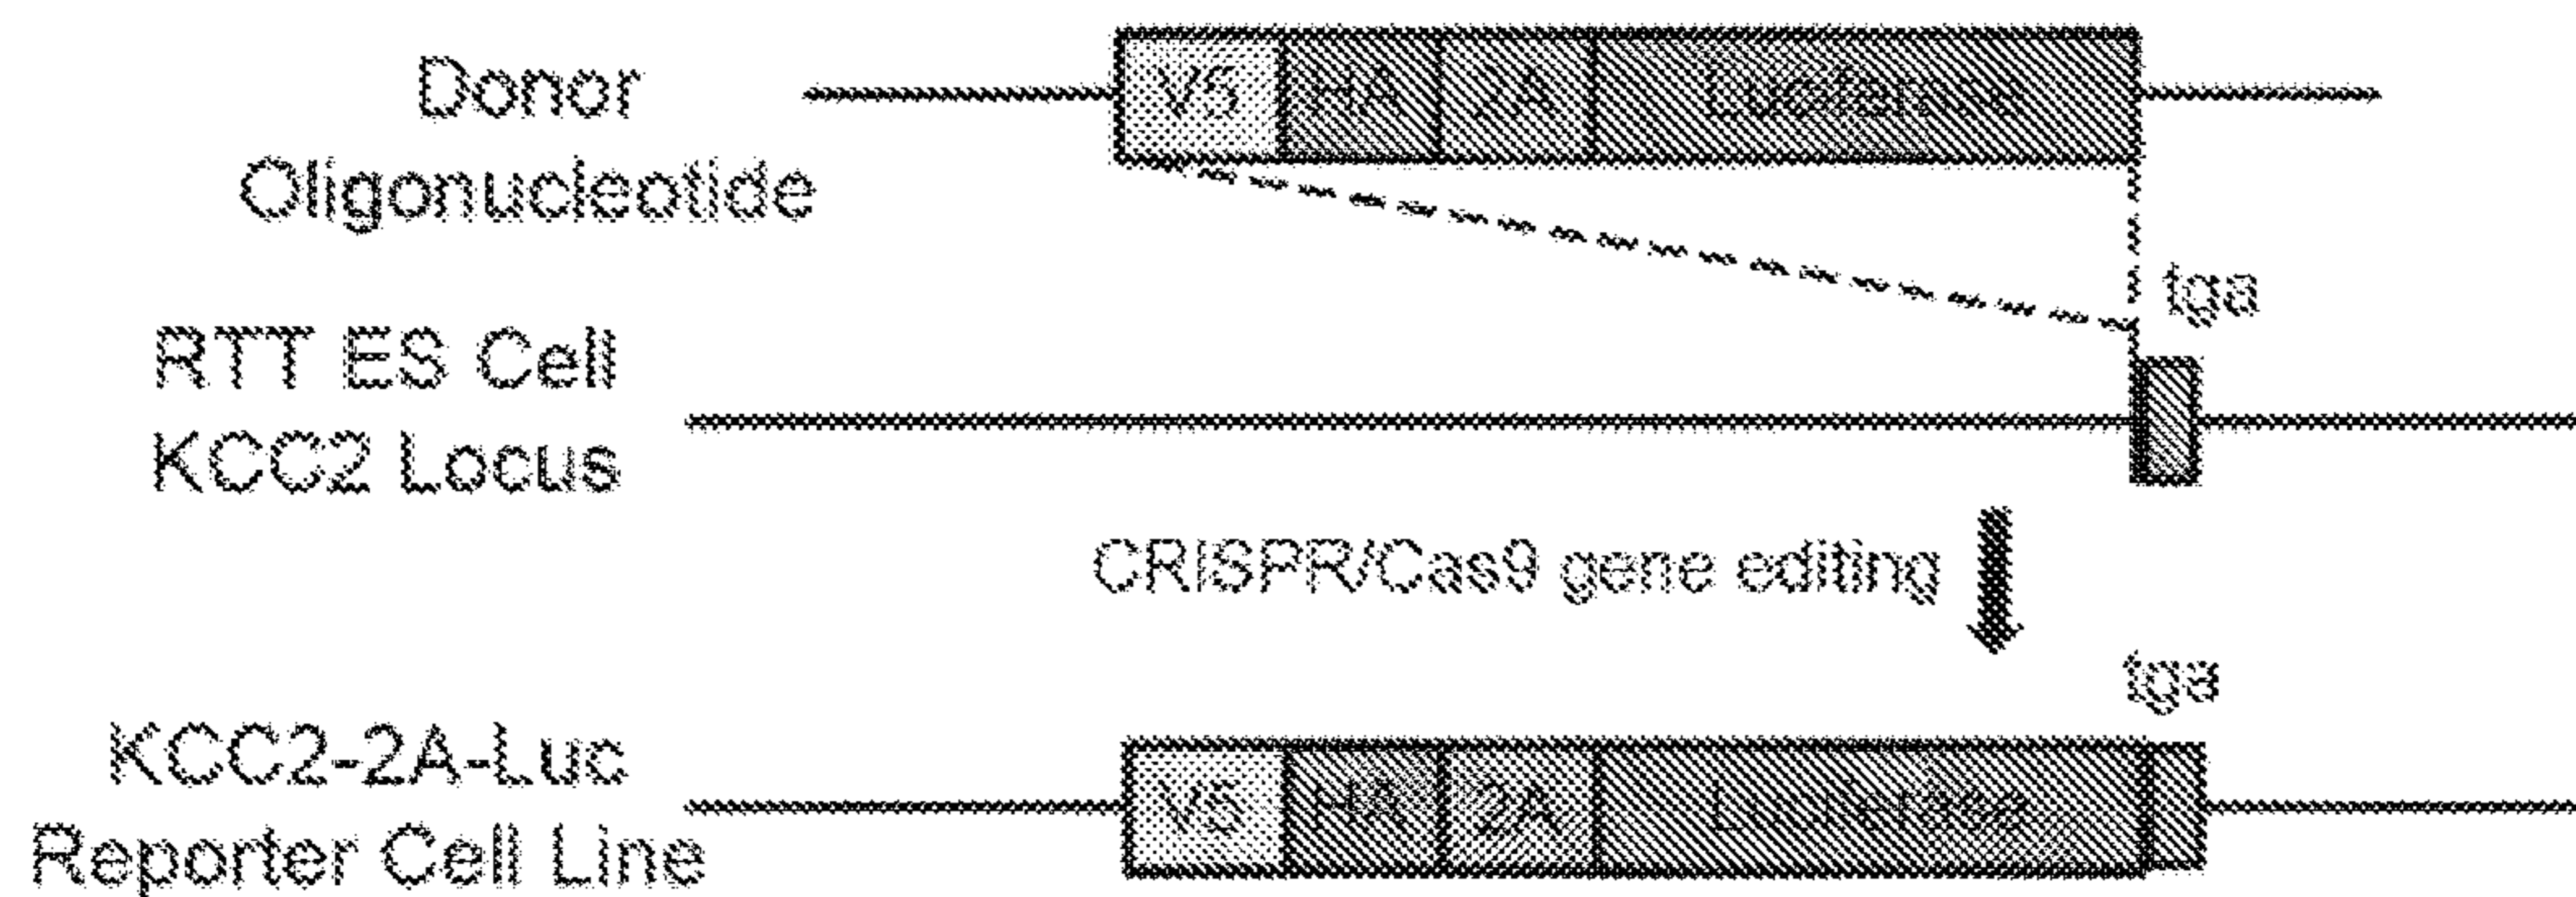 Donor
Oligonucleotide
V5 HA 2A Luciferase
tga
RTT ES Cell
KCC2 Locus
CRISPR/Cas9 gene editing
tga
KCC2-2A-Luc
Reporter Cell Line
V5 HA 2A Luciferase